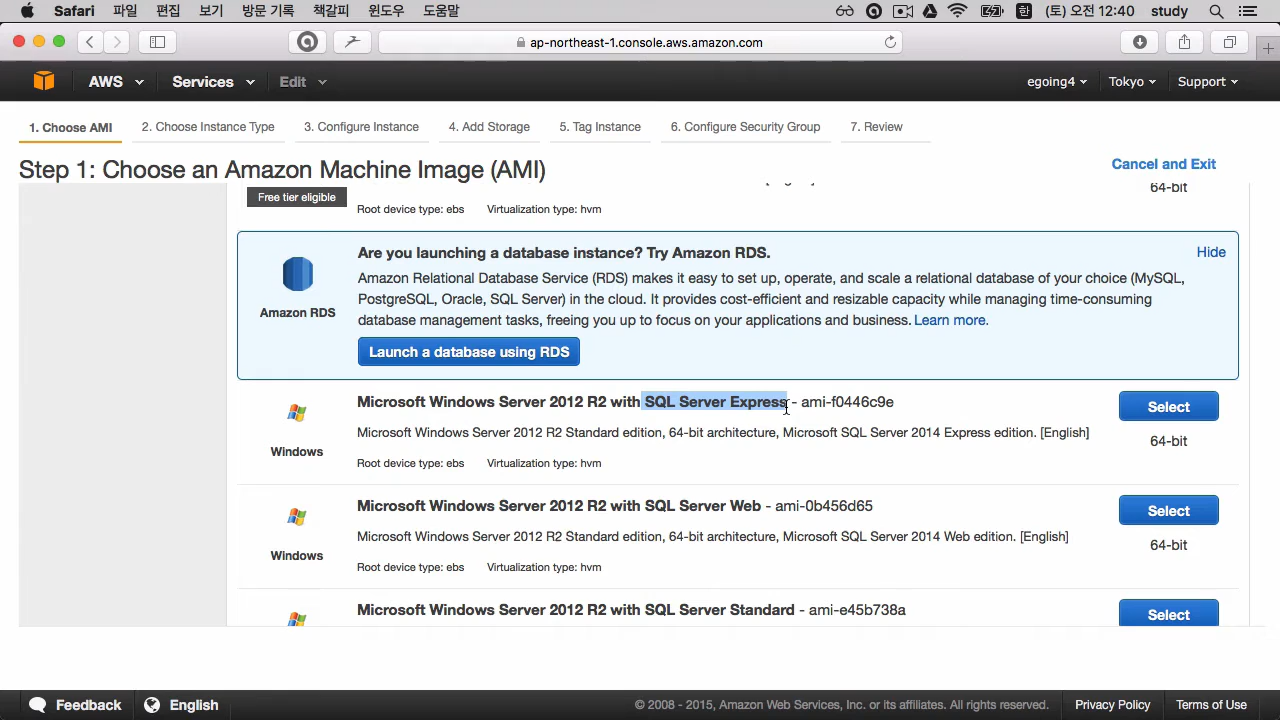 Safari 파일 편집 보기 방문 기록 책갈피 윈도우 도움말 한 (토) 오전 12:40 study
ap-northeast-1.console.aws.amazon.com
AWS Services Edit egoing4 Tokyo Support
1. Choose AMI 2. Choose Instance Type 3. Configure Instance 4. Add Storage 5. Tag Instance 6. Configure Security Group 7. Review
Step 1: Choose an Amazon Machine Image (AMI) Cancel and Exit
64-bit
Free tier eligible
Root device type: ebs Virtualization type: hvm
Are you launching a database instance? Try Amazon RDS. Hide
Amazon Relational Database Service (RDS) makes it easy to set up, operate, and scale a relational database of your choice (MySQL,
PostgreSQL, Oracle, SQL Server) in the cloud. It provides cost-efficient and resizable capacity while managing time-consuming
Amazon RDS
database management tasks, freeing you up to focus on your applications and business. Learn more.
Launch a database using RDS
Microsoft Windows Server 2012 R2 with SQL Server Express - ami-f0446c9e Select
Microsoft Windows Server 2012 R2 Standard edition, 64-bit architecture, Microsoft SQL Server 2014 Express edition. [English] 64-bit
Windows
Root device type: ebs Virtualization type: hvm
Microsoft Windows Server 2012 R2 with SQL Server Web - ami-0b456d65 Select
Microsoft Windows Server 2012 R2 Standard edition, 64-bit architecture, Microsoft SQL Server 2014 Web edition. [English] 64-bit
Windows
Root device type: ebs Virtualization type: hvm
Microsoft Windows Server 2012 R2 with SQL Server Standard - ami-e45b738a Select
Feedback English © 2008 - 2015, Amazon Web Services, Inc. or its affiliates. All rights reserved. Privacy Policy Terms of Use